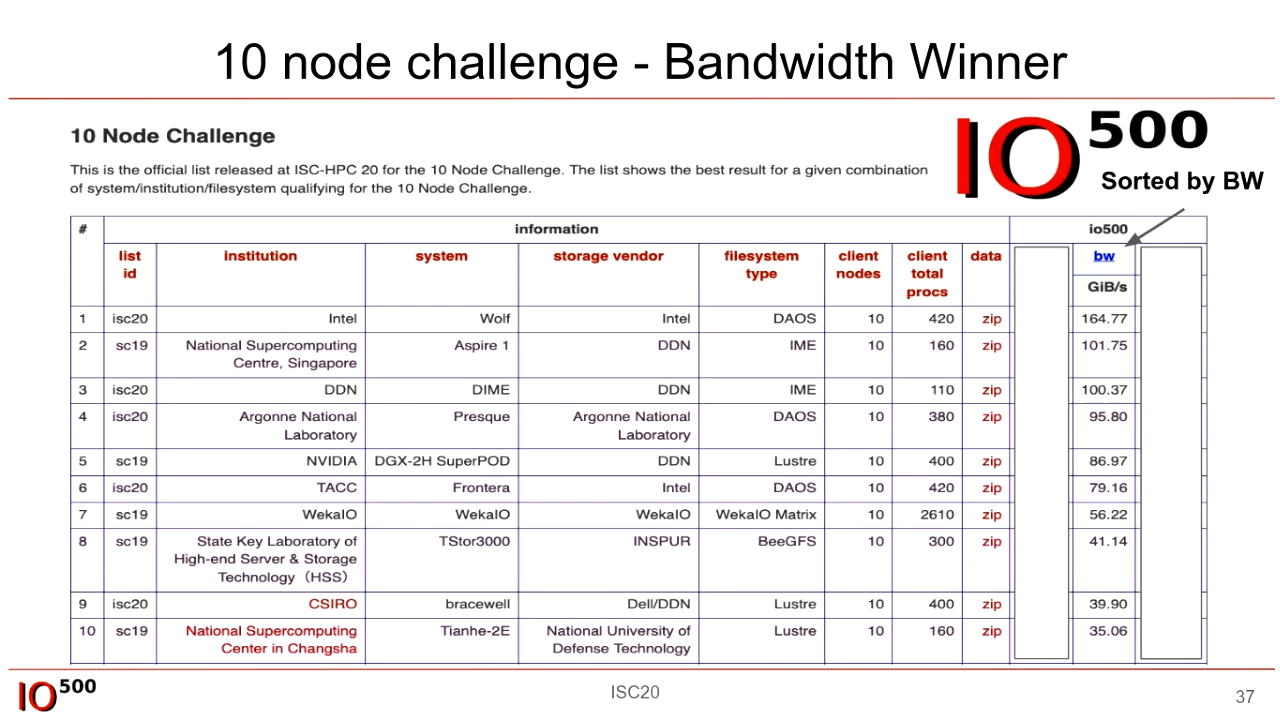 10 node challenge - Bandwidth Winner
10 Node Challenge
This is the official list released at ISC-HPC 20 for the 10 Node Challenge. The list shows the best result for a given combination
of system/institution/filesystem qualifying for the 10 Node Challenge.
IO500
Sorted by BW
# information io500
list id institution system storage vendor filesystem type client nodes client total procs data bw
GiB/s
1 isc20 Intel Wolf Intel DAOS 10 420 zip 164.77
2 sc19 National Supercomputing Centre, Singapore Aspire 1 DDN IME 10 160 zip 101.75
3 isc20 DDN DIME DDN IME 10 110 zip 100.37
4 isc20 Argonne National Laboratory Presque Argonne National Laboratory DAOS 10 380 zip 95.80
5 sc19 NVIDIA DGX-2H SuperPOD DDN Lustre 10 400 zip 86.97
6 isc20 TACC Frontera Intel DAOS 10 420 zip 79.16
7 sc19 WekaIO WekaIO WekaIO WekaIO Matrix 10 2610 zip 56.22
8 sc19 State Key Laboratory of High-end Server & Storage Technology（HSS） TStor3000 INSPUR BeeGFS 10 300 zip 41.14
9 isc20 CSIRO bracewell Dell/DDN Lustre 10 400 zip 39.90
10 sc19 National Supercomputing Center in Changsha Tianhe-2E National University of Defense Technology Lustre 10 160 zip 35.06
IO500
ISC20
37